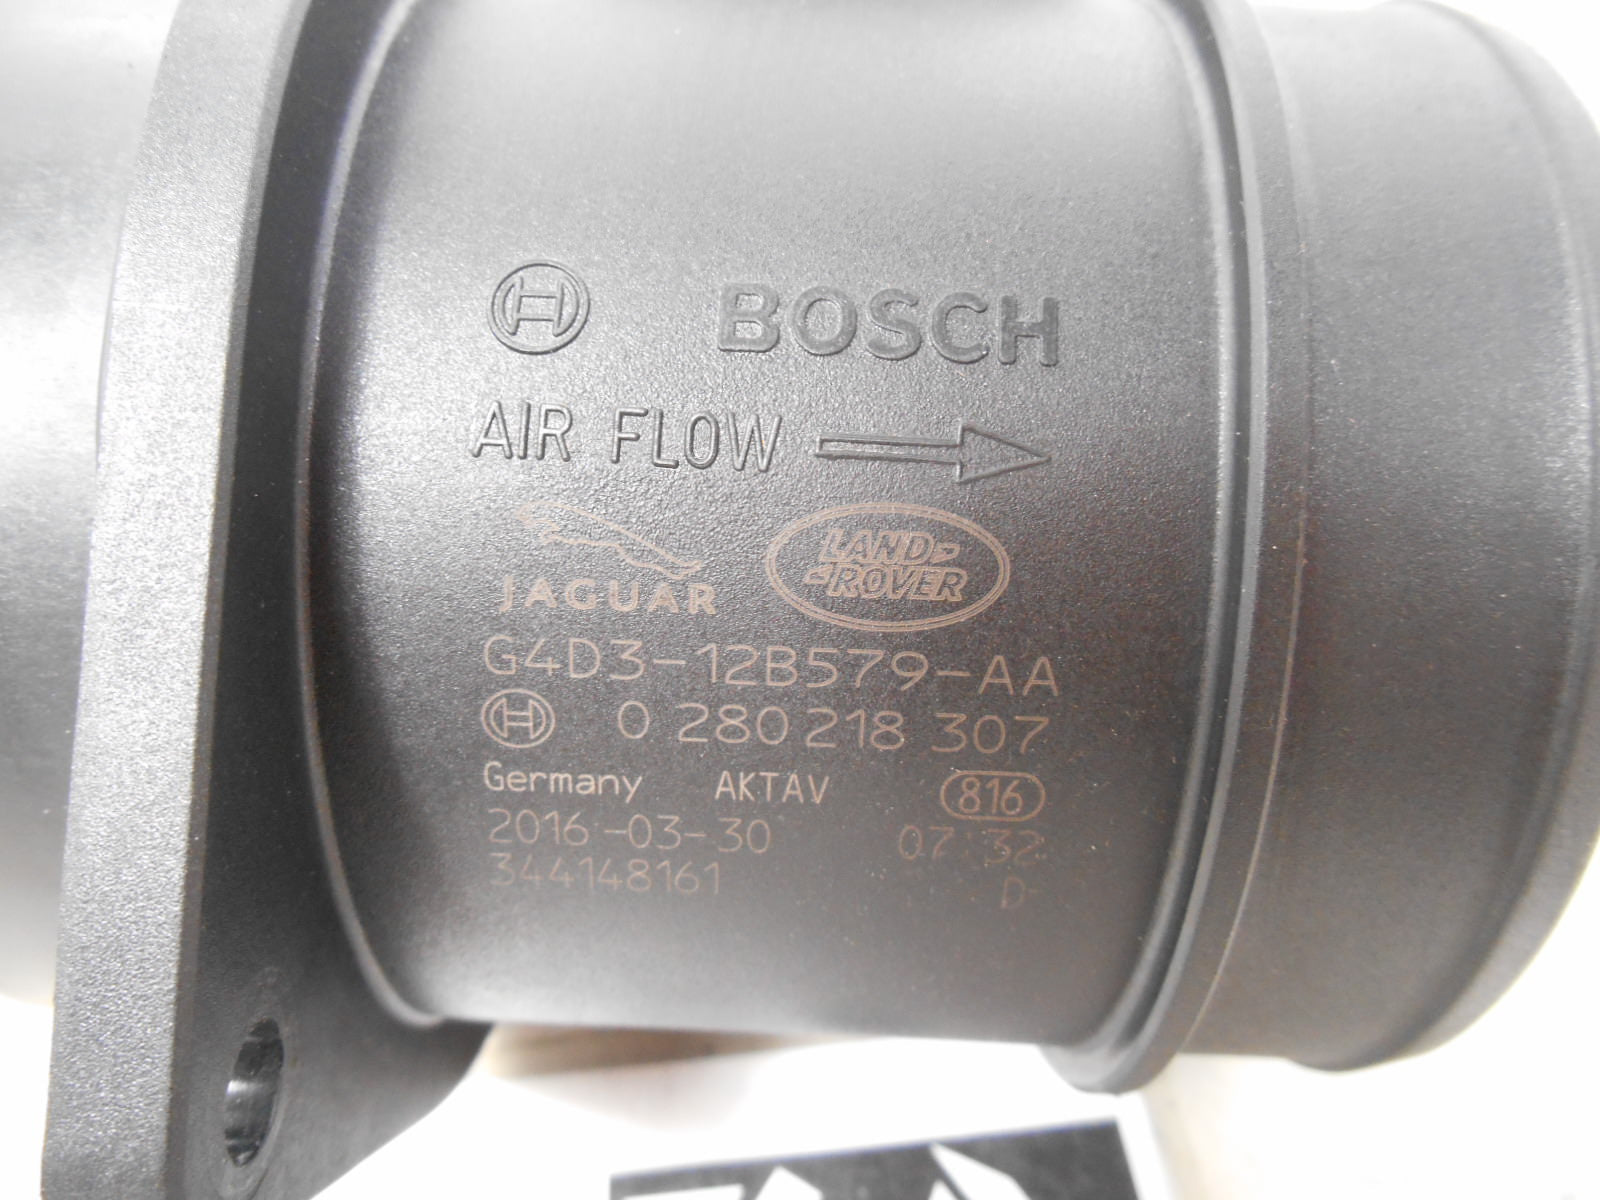 BOSCH
AIR FLOW
JAGUAR
LAND-
-ROVER
G4D3-12B579-AA
0 280 218 307
Germany AKTAV 816
2016-03-30 07:32
344148161 D